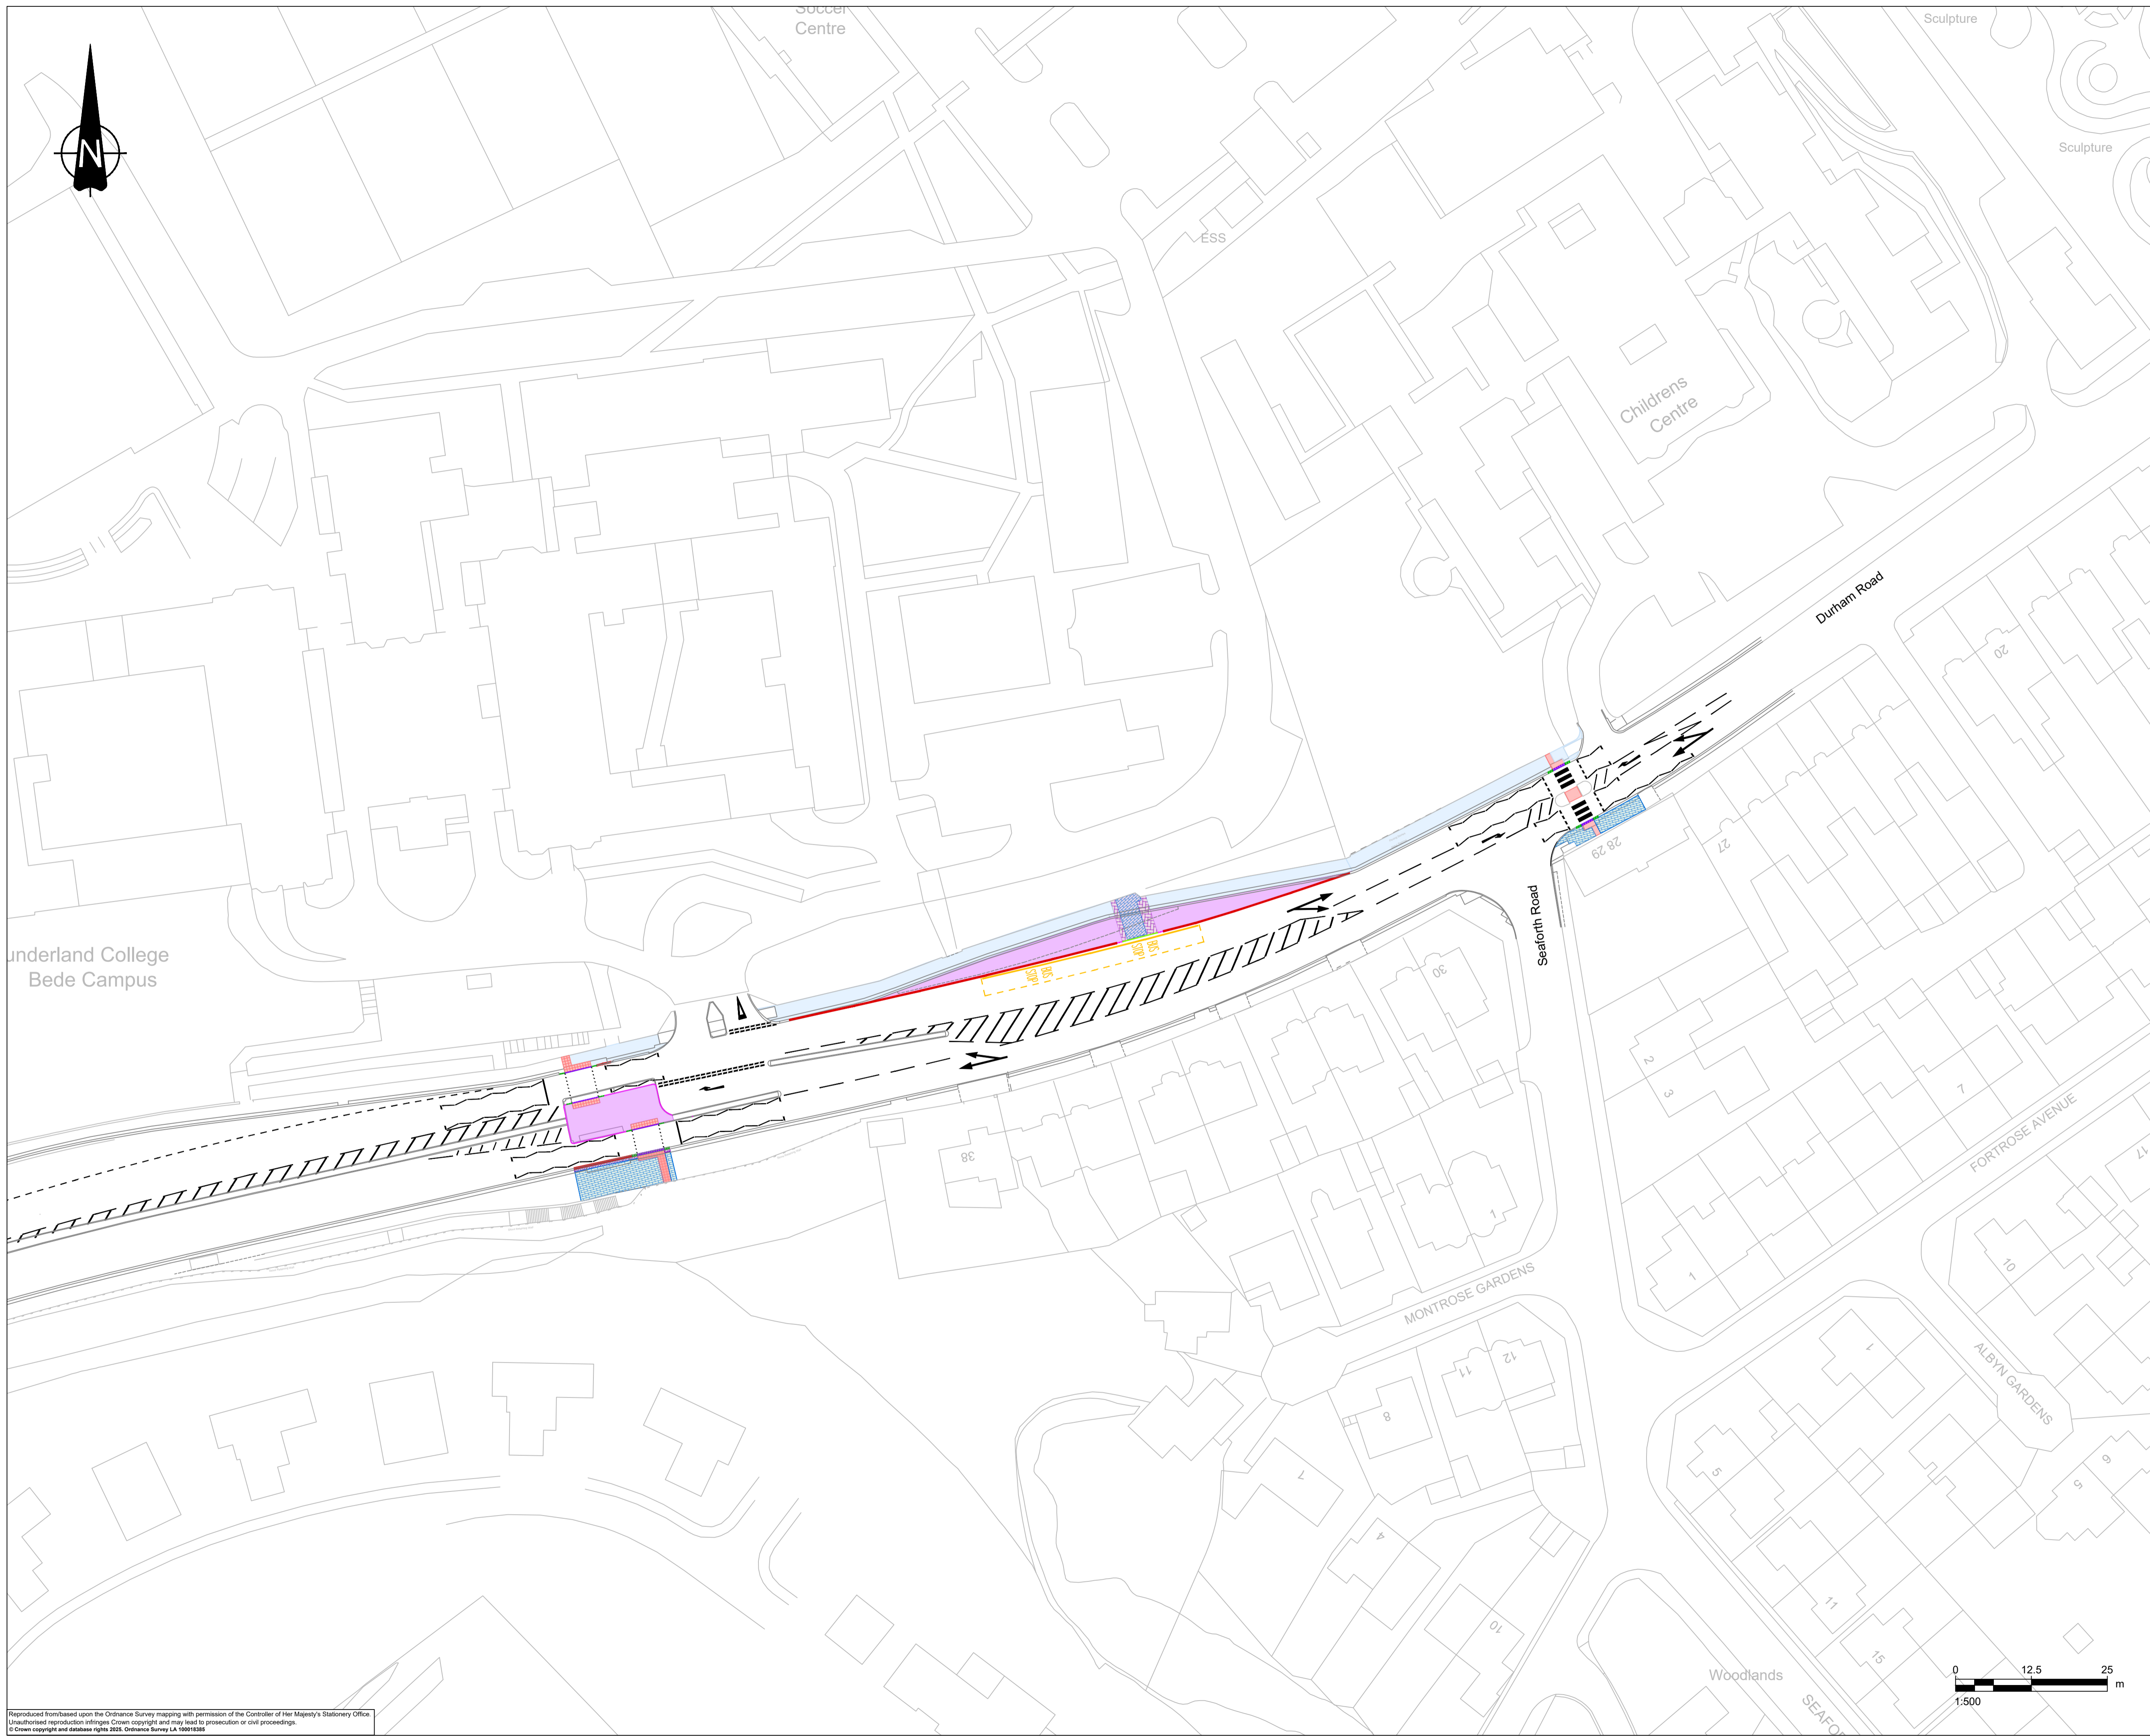 Soccer
Centre
Sculpture
N
Sculpture
ESS
Childrens
Centre
Durham Road
20
28 29
27
Seaforth Road
BUS
STOP
BUS
STOP
underland College
Bede Campus
30
2
3
7
FORTROSE AVENUE
17
38
1
1
10
MONTROSE GARDENS
ALBYN GARDENS
1
12
11
8
5
6
5
7
4
11
10
15
Woodlands
SEAFO
0 12.5 25
m
1:500
Reproduced from/based upon the Ordnance Survey mapping with permission of the Controller of Her Majesty's Stationery Office.
Unauthorised reproduction infringes Crown copyright and may lead to prosecution or civil proceedings.
© Crown copyright and database rights 2025. Ordnance Survey LA 100018385